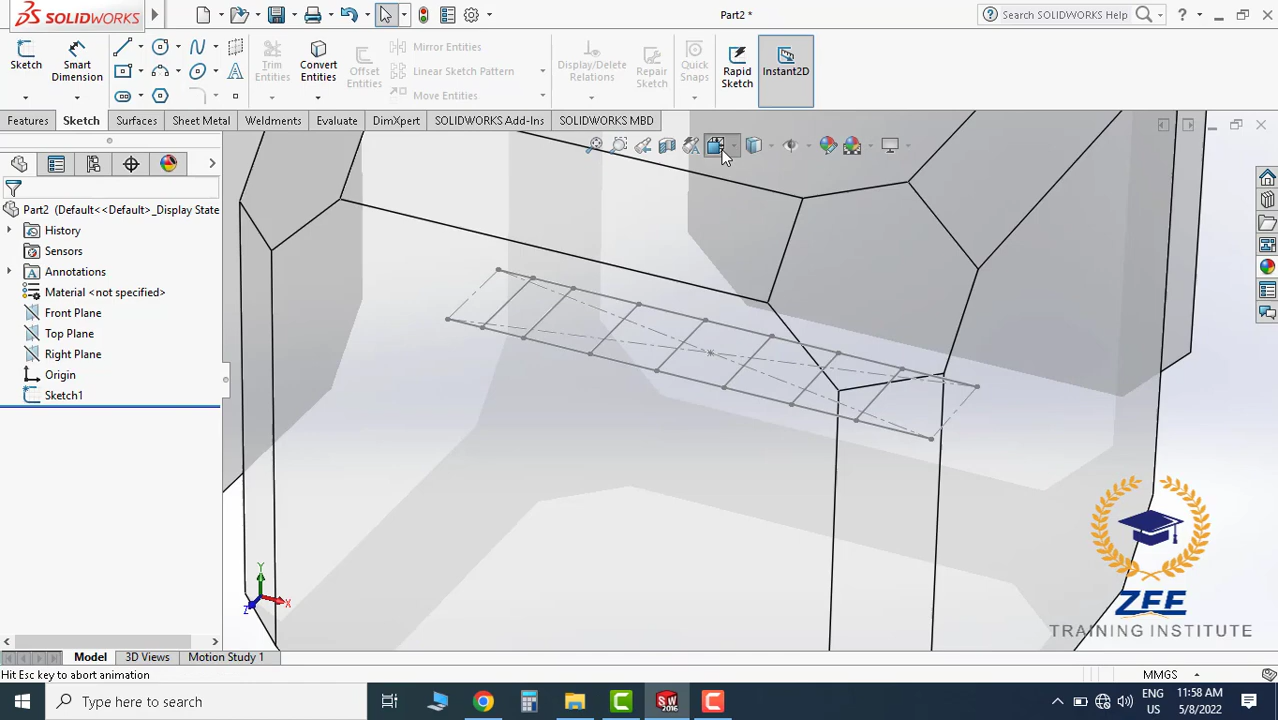 SOLIDWORKS
Part2 *
Search SOLIDWORKS Help
?
Sketch
Smart Dimension
Trim Entities
Convert Entities
Offset Entities
Mirror Entities
Linear Sketch Pattern
Move Entities
Display/Delete Relations
Repair Sketch
Quick Snaps
Rapid Sketch
Instant2D
Features
Sketch
Surfaces
Sheet Metal
Weldments
Evaluate
DimXpert
SOLIDWORKS Add-Ins
SOLIDWORKS MBD
Part2 (Default<<Default>_Display State
History
Sensors
Annotations
Material <not specified>
Front Plane
Top Plane
Right Plane
Origin
Sketch1
Y
X
Z
ZFE
TRAINING INSTITUTE
Model
3D Views
Motion Study 1
Hit Esc key to abort animation
MMGS
Type here to search
SW
2016
ENG
US
11:58 AM
5/8/2022